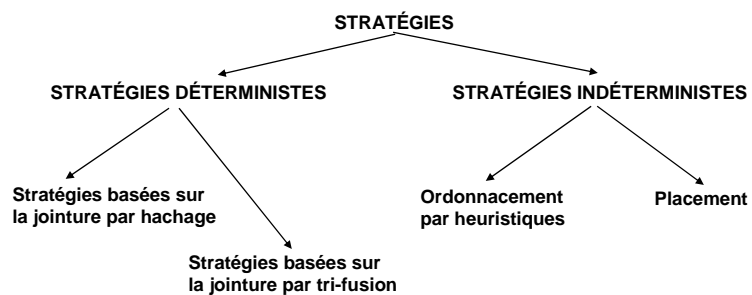 STRATÉGIES
STRATÉGIES DÉTERMINISTES
STRATÉGIES INDÉTERMINISTES
Stratégies basées sur
la jointure par hachage
Stratégies basées sur
la jointure par tri-fusion
Ordonnacement
par heuristiques
Placement